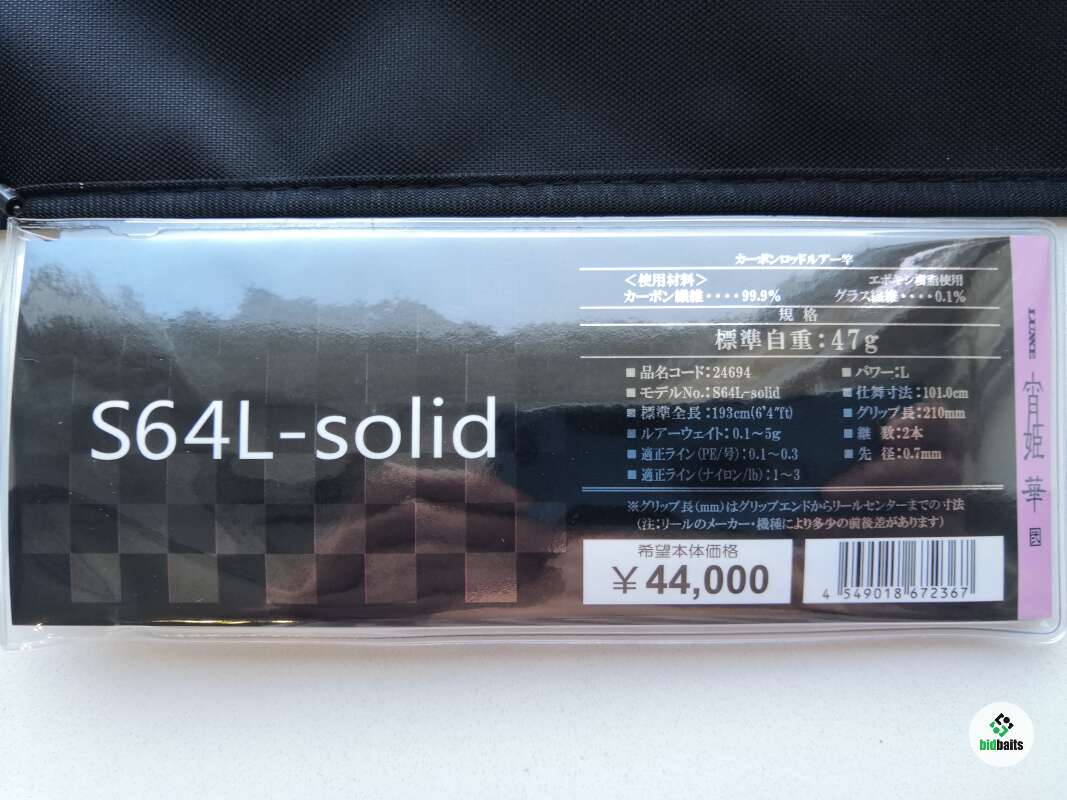 S64L-solid
カーボンロッドルアー竿
＜使用材料＞ エポキシ樹脂使用
カーボン繊維････99.9% グラス繊維････0.1%
規格
標準自重：47g
■品名コード：24694 ■パワー：L
■モデルNo.：S64L-solid ■仕舞寸法：101.0cm
■標準全長：193cm(6'4"ft) ■グリップ長：210mm
■ルアーウェイト：0.1～5g ■継 数：2本
■適正ライン(PE/号)：0.1～0.3 ■先 径：0.7mm
■適正ライン(ナイロン/lb)：1～3
※グリップ長(mm)はグリップエンドからリールセンターまでの寸法
(注：リールのメーカー・機種により多少の前後差があります)
希望本体価格
¥44,000
4 549018 672367
宵姫 華 國
bidbaits